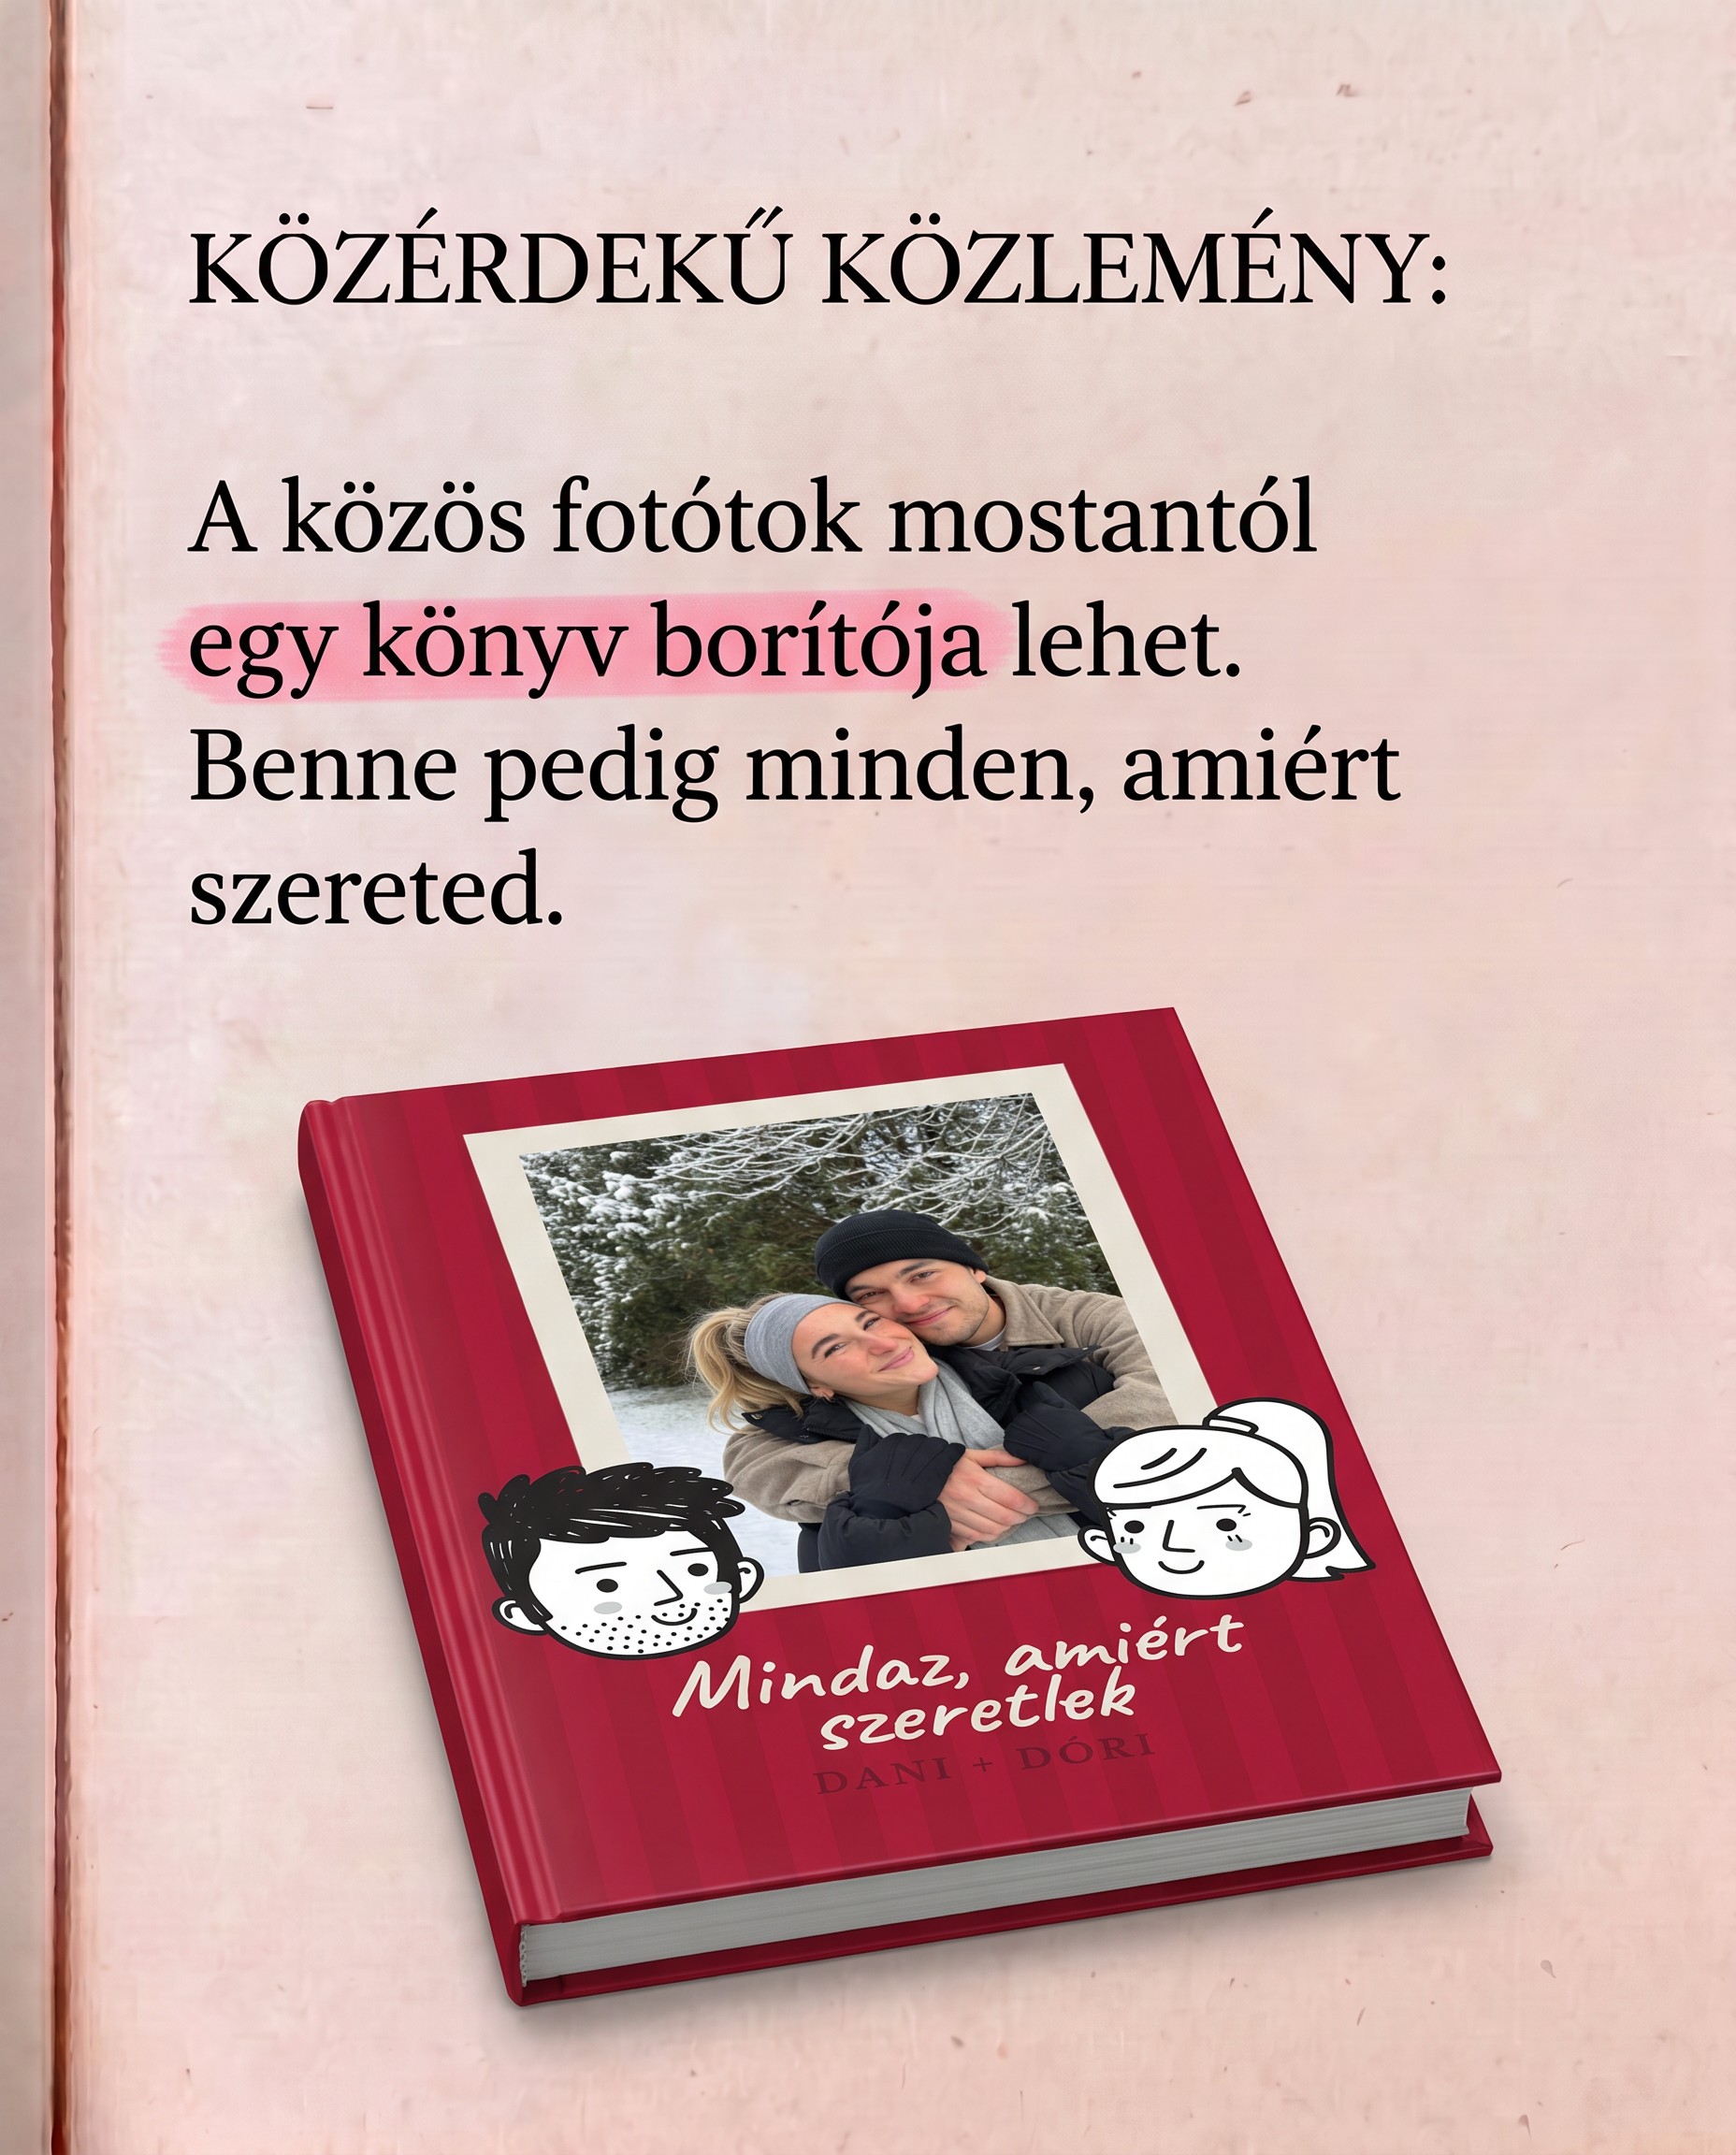 KÖZÉRDEKŰ KÖZLEMÉNY:
A közös fotótok mostantól
egy könyv borítója lehet.
Benne pedig minden, amiért
szereted.
Mindaz, amiért
szeretlek
DANI + DÓRI